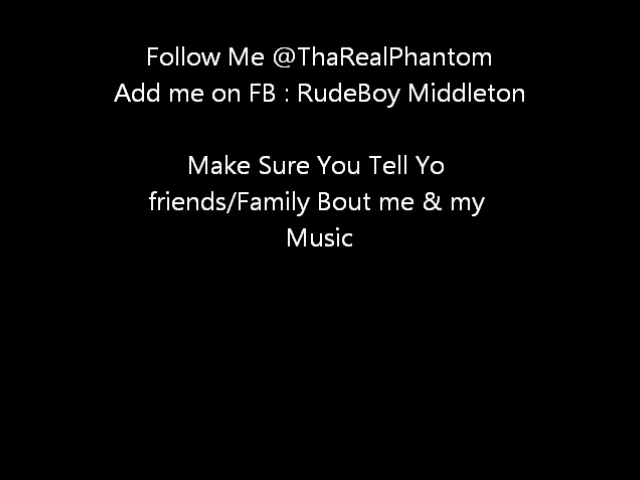 Follow Me @ThaRealPhantom
Add me on FB : RudeBoy Middleton
Make Sure You Tell Yo
friends/Family Bout me & my
Music